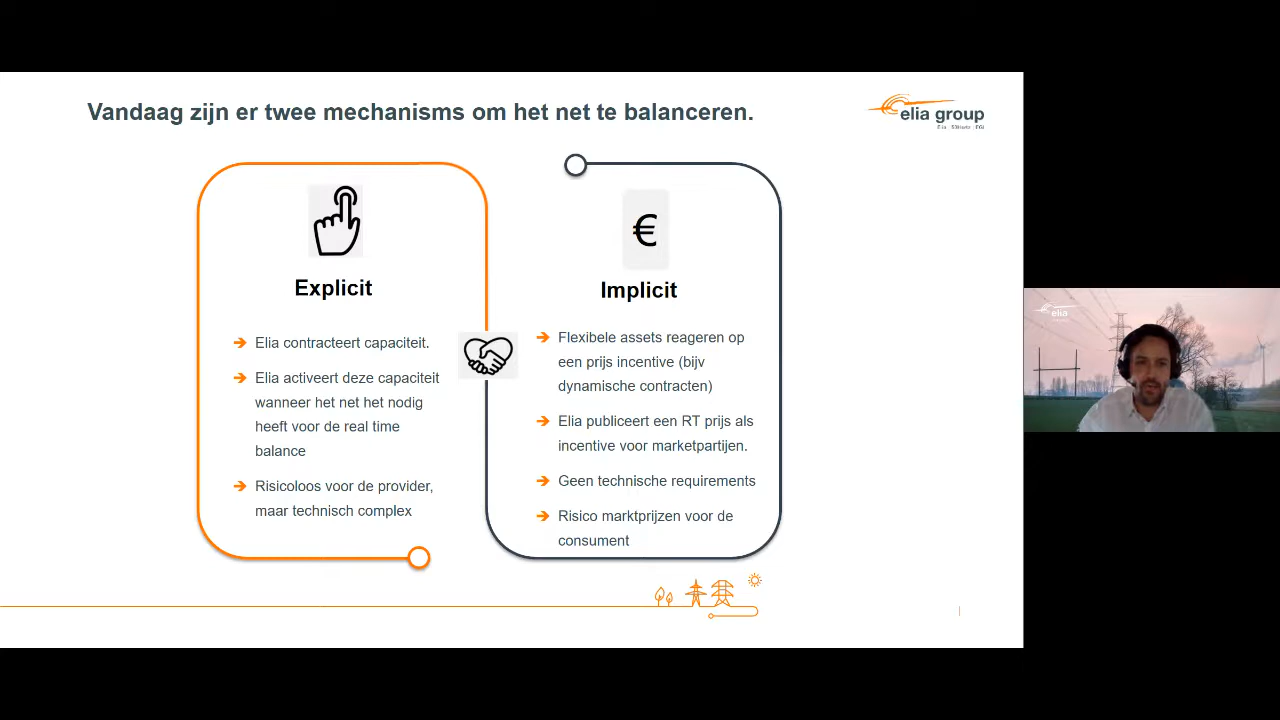 Vandaag zijn er twee mechanisms om het net te balanceren.
elia group
Explicit
Elia contracteert capaciteit.
Elia activeert deze capaciteit
wanneer het net het nodig
heeft voor de real time
balance
Risicoloos voor de provider,
maar technisch complex
€
Implicit
Flexibele assets reageren op
een prijs incentive (bijv
dynamische contracten)
Elia publiceert een RT prijs als
incentive voor marketpartijen.
Geen technische requirements
Risico marktprijzen voor de
consument
elia